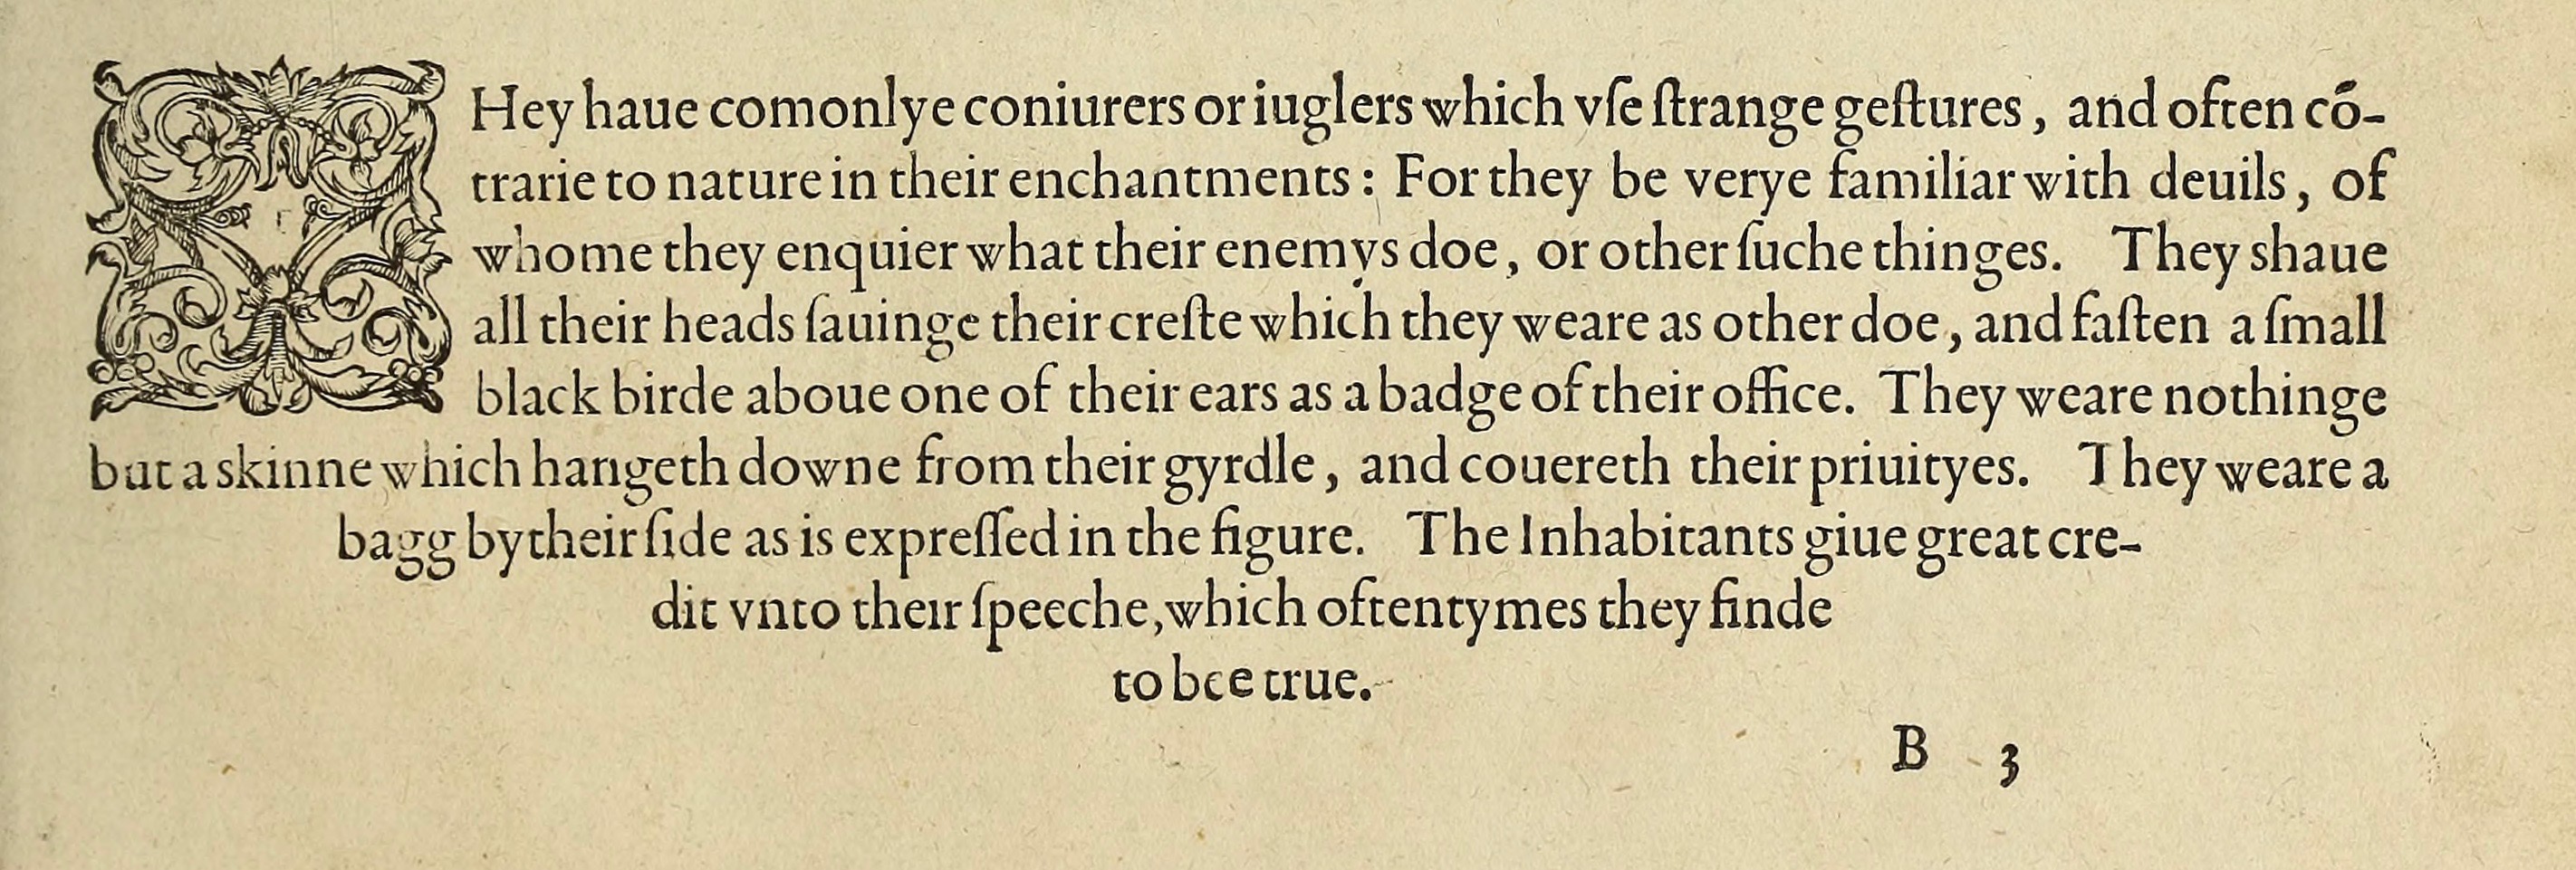 Hey haue comonlye coniurers or iuglers which vſe ſtrange geſtures, and often cō-
trarie to nature in their enchantments: For they be verye familiar with deuils, of
whome they enquier what their enemys doe, or other ſuche thinges. They shaue
all their heads ſauinge their creſte which they weare as other doe, and faſten a ſmall
black birde aboue one of their ears as a badge of their office. They weare nothinge
but a skinne which hangeth downe from their gyrdle, and couereth their priuityes. They weare a
bagg by their ſide as is expreſſed in the figure. The Inhabitants giue great cre-
dit vnto their ſpeeche, which oftentymes they finde
to bee true.
B 3